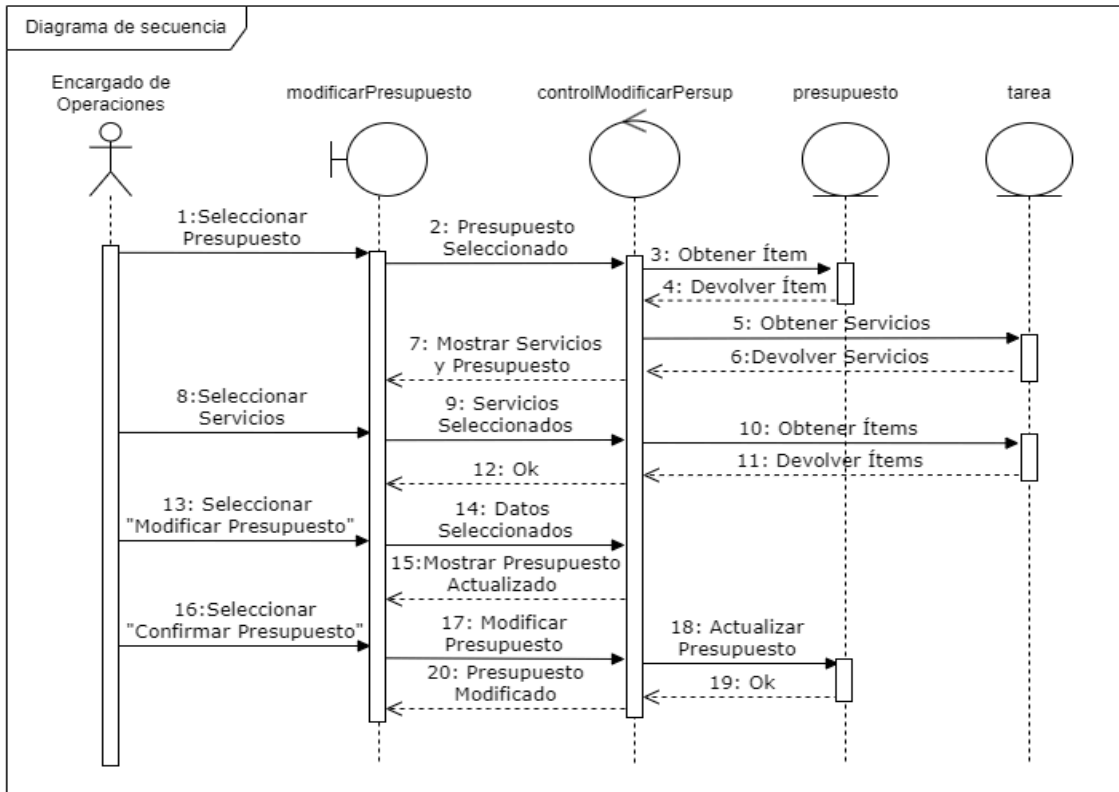 Diagrama de secuencia
Encargado de
Operaciones
modificarPresupuesto
controlModificarPersup
presupuesto
tarea
1:Seleccionar
Presupuesto
2: Presupuesto
Seleccionado
3: Obtener Ítem
4: Devolver Ítem
5: Obtener Servicios
6:Devolver Servicios
7: Mostrar Servicios
y Presupuesto
8:Seleccionar
Servicios
9: Servicios
Seleccionados
10: Obtener Ítems
11: Devolver Ítems
12: Ok
13: Seleccionar
"Modificar Presupuesto"
14: Datos
Seleccionados
15:Mostrar Presupuesto
Actualizado
16:Seleccionar
"Confirmar Presupuesto"
17: Modificar
Presupuesto
18: Actualizar
Presupuesto
19: Ok
20: Presupuesto
Modificado